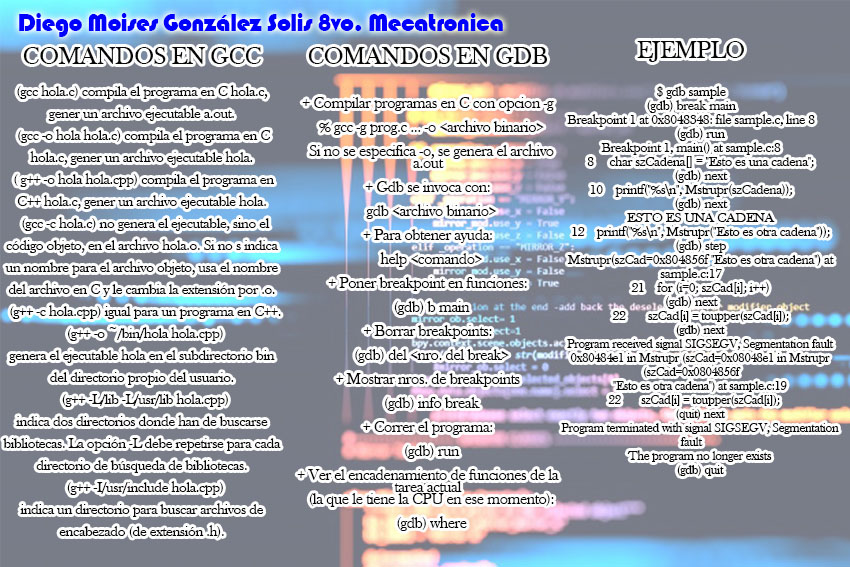 Diego Moises González Solis 8vo. Mecatronica
COMANDOS EN GCC
(gcc hola.c) compila el programa en C hola.c,
gener un archivo ejecutable a.out.
(gcc -o hola hola.c) compila el programa en C
hola.c, gener un archivo ejecutable hola.
( g++ -o hola hola.cpp) compila el programa en
C++ hola.c, gener un archivo ejecutable hola.
(gcc -c hola.c) no genera el ejecutable, sino el
código objeto, en el archivo hola.o. Si no s indica
un nombre para el archivo objeto, usa el nombre
del archivo en C y le cambia la extensión por .o.
(g++ -c hola.cpp) igual para un programa en C++.
(g++ -o ~/bin/hola hola.cpp)
genera el ejecutable hola en el subdirectorio bin
del directorio propio del usuario.
(g++ -L/lib -L/usr/lib hola.cpp)
indica dos directorios donde han de buscarse
bibliotecas. La opción -L debe repetirse para cada
directorio de búsqueda de bibliotecas.
(g++ -I/usr/include hola.cpp)
indica un directorio para buscar archivos de
encabezado (de extensión .h).
COMANDOS EN GDB
+ Compilar programas en C con opcion -g
% gcc -g prog.c ... -o <archivo binario>
Si no se especifica -o, se genera el archivo
a.out
+ Gdb se invoca con:
gdb <archivo binario>
+ Para obtener ayuda:
help <comando>
+ Poner breakpoint en funciones:
(gdb) b main
+ Borrar breakpoints:
(gdb) del <nro. del break>
+ Mostrar nros. de breakpoints
(gdb) info break
+ Correr el programa:
(gdb) run
+ Ver el encadenamiento de funciones de la
tarea actual
(la que le tiene la CPU en ese momento):
(gdb) where
EJEMPLO
$ gdb sample
(gdb) break main
Breakpoint 1 at 0x8048348: file sample.c, line 8
(gdb) run
Breakpoint 1, main() at sample.c:8
8 char szCadena[] = "Esto es una cadena";
(gdb) next
10 printf("%s\n", Mstrupr(szCadena));
(gdb) next
ESTO ES UNA CADENA
12 printf("%s\n", Mstrupr("Esto es otra cadena"));
(gdb) step
Mstrupr(szCad=0x804856f "Esto es otra cadena") at
sample.c:17
21 for (i=0; szCad[i]; i++)
(gdb) next
22 szCad[i] = toupper(szCad[i]);
(gdb) next
Program received signal SIGSEGV, Segmentation fault
0x80484e1 in Mstrupr (szCad=0x08048e1 in Mstrupr
(szCad=0x0804856f
"Esto es otra cadena") at sample.c:19
22 szCad[i] = toupper(szCad[i]);
(quit) next
Program terminated with signal SIGSEGV, Segmentation
fault
The program no longer exists
(gdb) quit